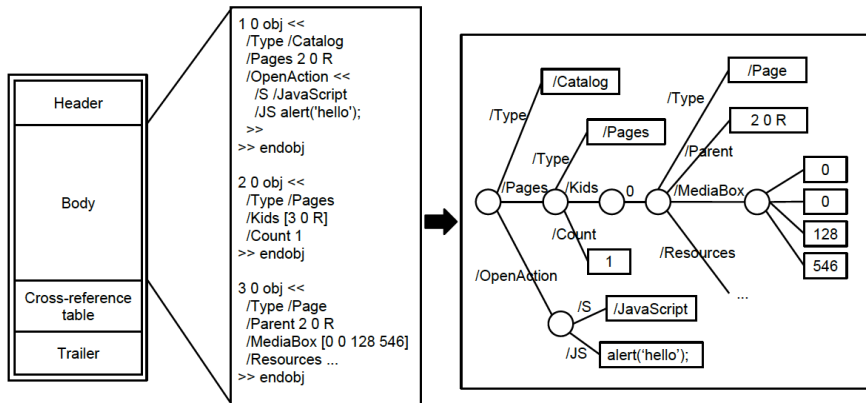 Header
Body
Cross-reference
table
Trailer
1 0 obj <<
/Type /Catalog
/Pages 2 0 R
/OpenAction <<
/S /JavaScript
/JS alert('hello');
>>
>> endobj
2 0 obj <<
/Type /Pages
/Kids [3 0 R]
/Count 1
>> endobj
3 0 obj <<
/Type /Page
/Parent 2 0 R
/MediaBox [0 0 128 546]
/Resources ...
>> endobj
/Catalog
/Type
/Pages
/Type
/Pages
/Kids
0
/Count
1
/Page
/Type
2 0 R
/Parent
/MediaBox
0
0
128
546
/Resources
...
/OpenAction
/S
/JavaScript
/JS
alert(‘hello’);